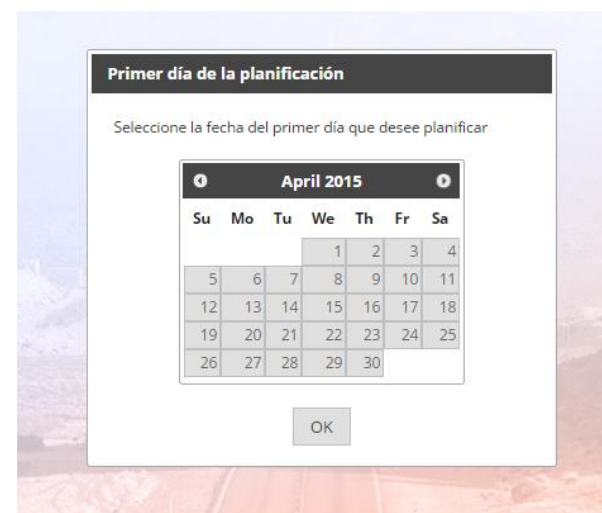 Primer día de la planificación
Seleccione la fecha del primer día que desee planificar
April 2015
Su Mo Tu We Th Fr Sa
1 2 3 4
5 6 7 8 9 10 11
12 13 14 15 16 17 18
19 20 21 22 23 24 25
26 27 28 29 30
OK